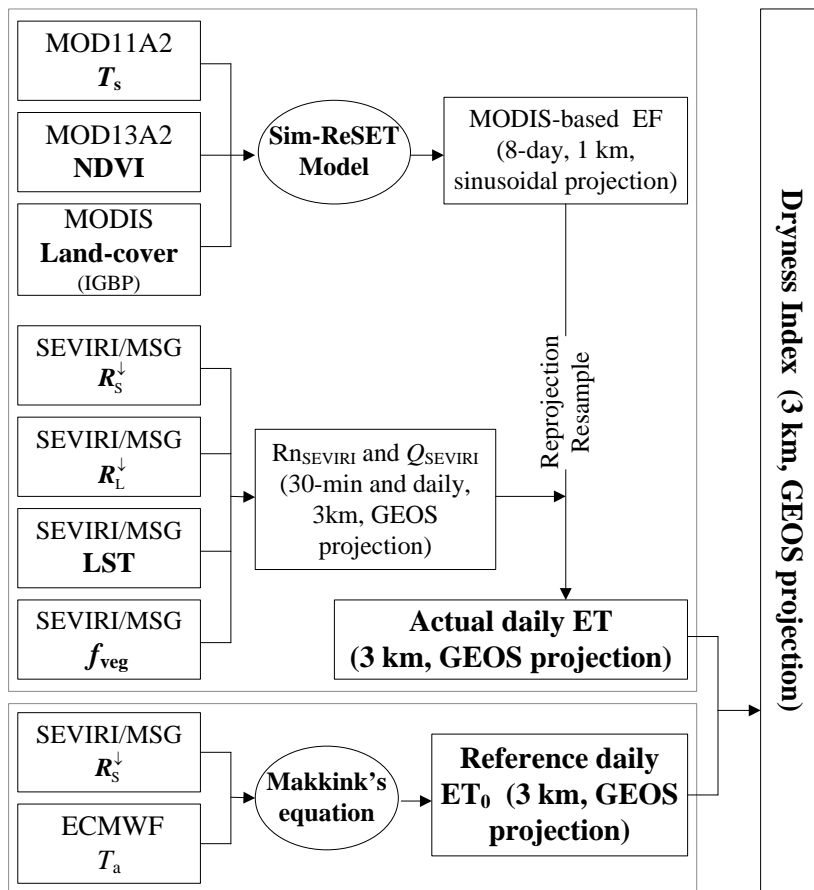 MOD11A2
Ts
MOD13A2
NDVI
MODIS
Land-cover
(IGBP)
Sim-ReSET
Model
MODIS-based EF
(8-day, 1 km,
sinusoidal projection)
Reprojection
Resample
SEVIRI/MSG
RS↓
SEVIRI/MSG
RL↓
SEVIRI/MSG
LST
SEVIRI/MSG
fveg
RnSEVIRI and QSEVIRI
(30-min and daily,
3km, GEOS
projection)
Actual daily ET
(3 km, GEOS projection)
SEVIRI/MSG
RS↓
ECMWF
Ta
Makkink's
equation
Reference daily
ET0 (3 km, GEOS
projection)
Dryness Index (3 km, GEOS projection)